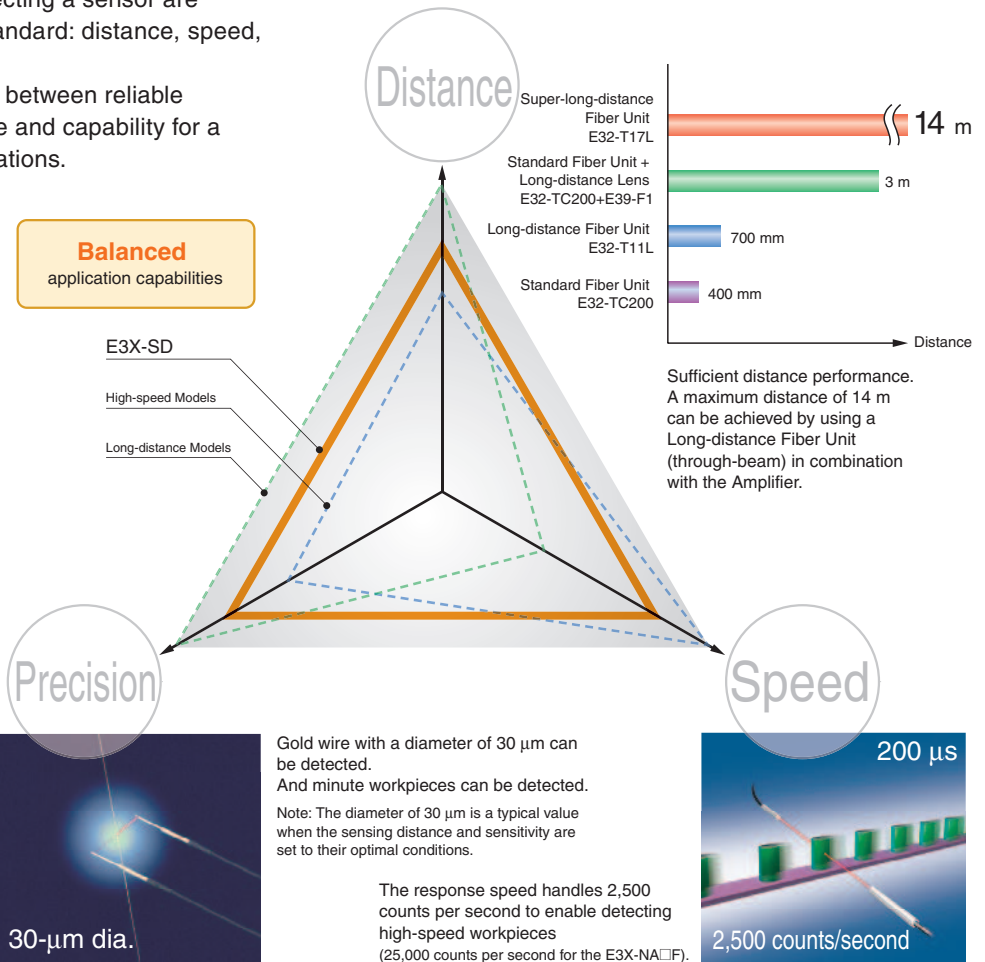 ecting a sensor are
andard: distance, speed,
between reliable
e and capability for a
ations.
Distance
Super-long-distance
Fiber Unit
E32-T17L
14 m
Standard Fiber Unit +
Long-distance Lens
E32-TC200+E39-F1
3 m
Long-distance Fiber Unit
E32-T11L
700 mm
Standard Fiber Unit
E32-TC200
400 mm
Distance
Sufficient distance performance.
A maximum distance of 14 m
can be achieved by using a
Long-distance Fiber Unit
(through-beam) in combination
with the Amplifier.
Balanced
application capabilities
E3X-SD
High-speed Models
Long-distance Models
Precision
Speed
30-µm dia.
Gold wire with a diameter of 30 µm can
be detected.
And minute workpieces can be detected.
Note: The diameter of 30 µm is a typical value
when the sensing distance and sensitivity are
set to their optimal conditions.
The response speed handles 2,500
counts per second to enable detecting
high-speed workpieces
(25,000 counts per second for the E3X-NA□F).
200 µs
2,500 counts/second